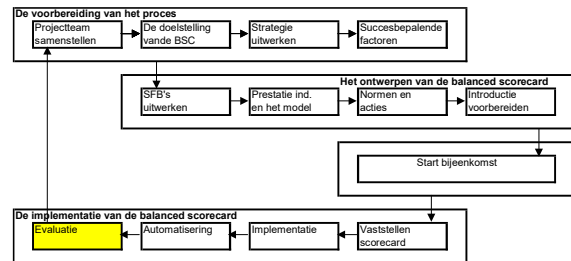 De voorbereiding van het proces
Projectteam
samenstellen
De doelstelling
vande BSC
Strategie
uitwerken
Succesbepalende
factoren
Het ontwerpen van de balanced scorecard
SFB's
uitwerken
Prestatie ind.
en het model
Normen en
acties
Introductie
voorbereiden
Start bijeenkomst
De implementatie van de balanced scorecard
Evaluatie
Automatisering
Implementatie
Vaststellen
scorecard